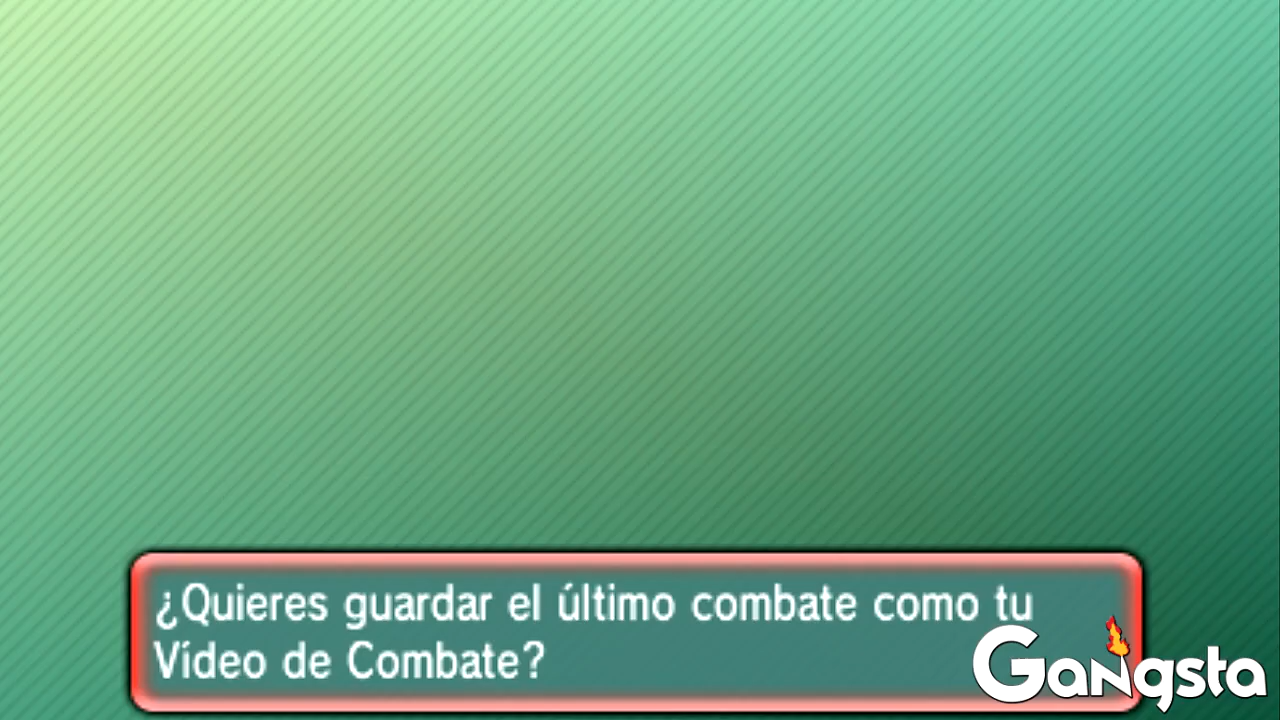 ¿Quieres guardar el último combate como tu
Vídeo de Combate?
Gangsta